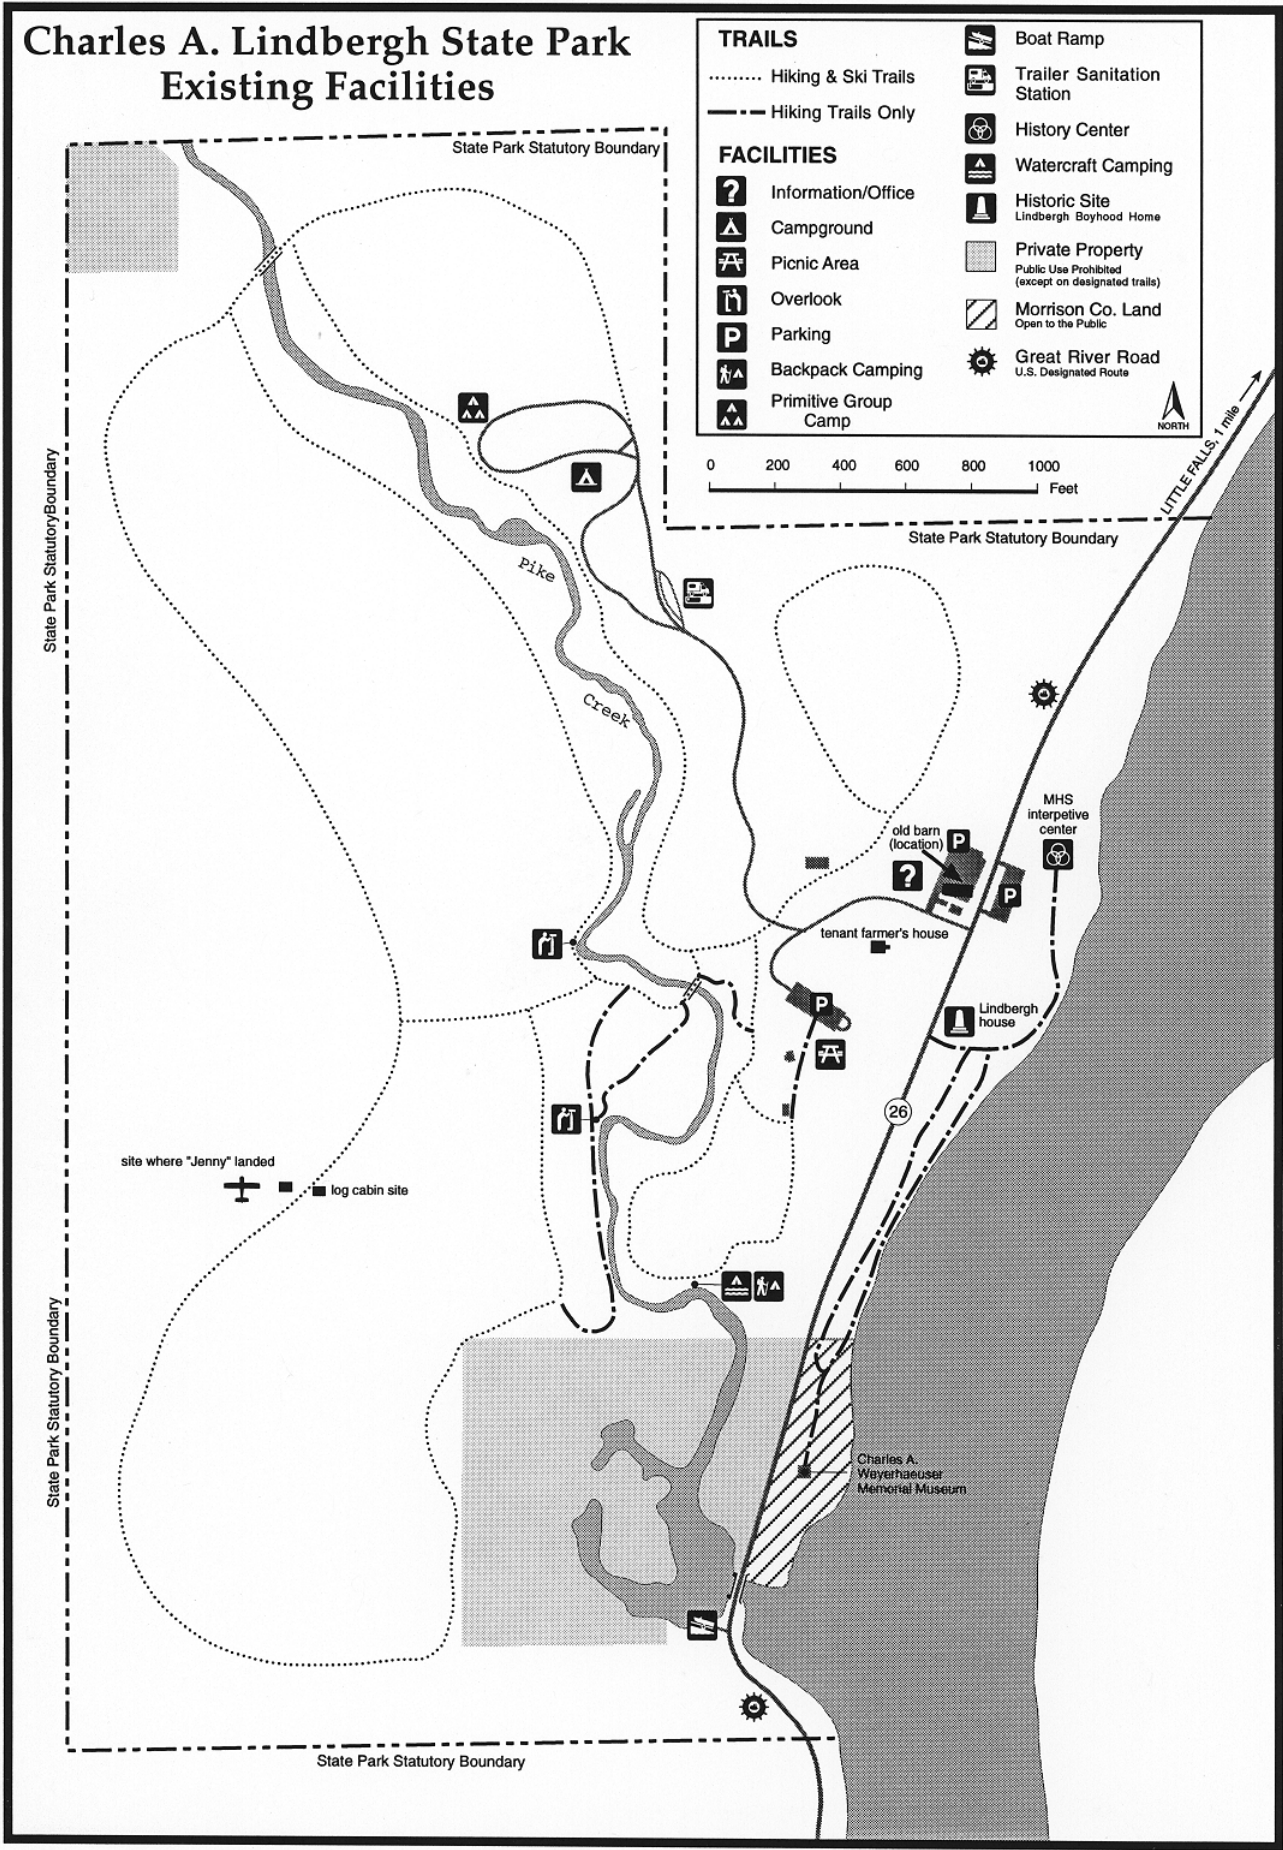 Charles A. Lindbergh State Park
Existing Facilities
TRAILS
Hiking & Ski Trails
Hiking Trails Only
FACILITIES
?
Information/Office
Campground
Picnic Area
Overlook
P
Parking
Backpack Camping
Primitive Group
Camp
Boat Ramp
Trailer Sanitation
Station
History Center
Watercraft Camping
Historic Site
Lindbergh Boyhood Home
Private Property
Public Use Prohibited
(except on designated trails)
Morrison Co. Land
Open to the Public
Great River Road
U.S. Designated Route
NORTH
0 200 400 600 800 1000
Feet
State Park Statutory Boundary
LITTLE FALLS, 1 mile
State Park Statutory Boundary
State Park StatutoryBoundary
Pike
Creek
MHS
interpetive
center
old barn
(location)
P
?
P
tenant farmer's house
P
Lindbergh
house
26
site where "Jenny" landed
log cabin site
State Park Statutory Boundary
Charles A.
Weyerhaeuser
Memorial Museum
State Park Statutory Boundary